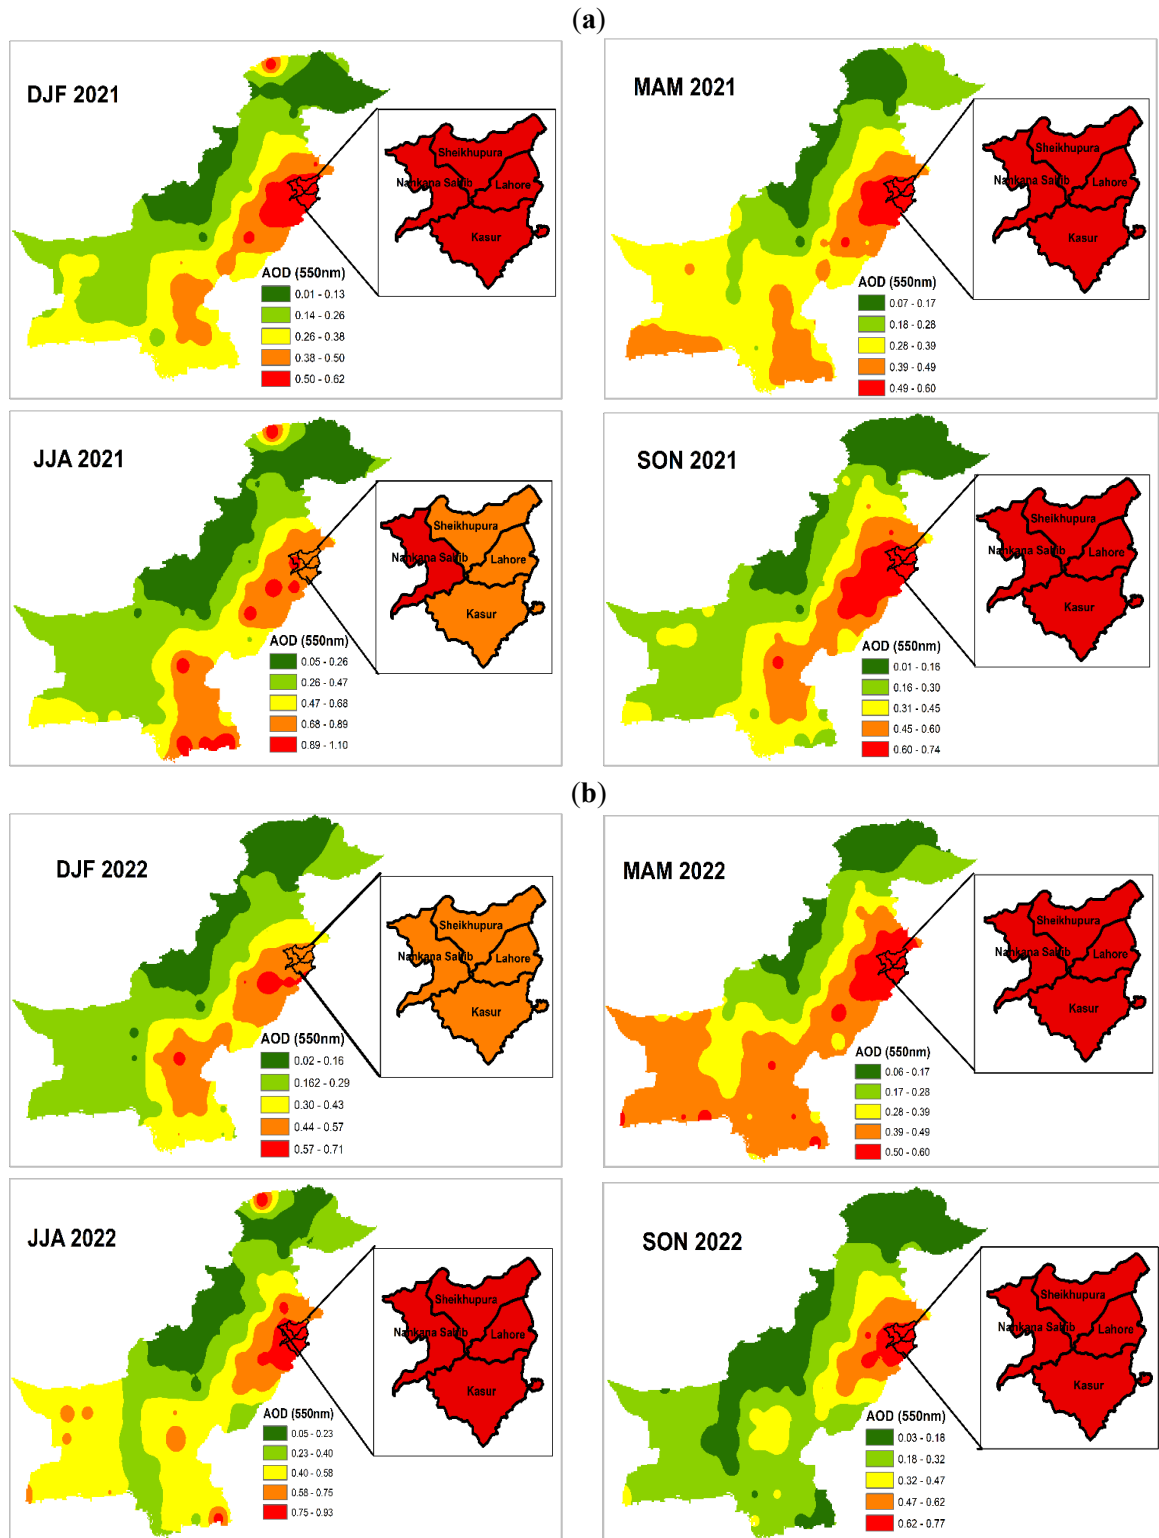 (a)
DJF 2021
Sheikhupura
Nankana Sahib
Lahore
Kasur
AOD (550nm)
0.01 - 0.13
0.14 - 0.26
0.26 - 0.38
0.38 - 0.50
0.50 - 0.62
MAM 2021
Sheikhupura
Nankana Sahib
Lahore
Kasur
AOD (550nm)
0.07 - 0.17
0.18 - 0.28
0.28 - 0.39
0.39 - 0.49
0.49 - 0.60
JJA 2021
Sheikhupura
Nankana Sahib
Lahore
Kasur
AOD (550nm)
0.05 - 0.26
0.26 - 0.47
0.47 - 0.68
0.68 - 0.89
0.89 - 1.10
SON 2021
Sheikhupura
Nankana Sahib
Lahore
Kasur
AOD (550nm)
0.01 - 0.16
0.16 - 0.30
0.31 - 0.45
0.45 - 0.60
0.60 - 0.74
(b)
DJF 2022
Sheikhupura
Nankana Sahib
Lahore
Kasur
AOD (550nm)
0.02 - 0.16
0.162 - 0.29
0.30 - 0.43
0.44 - 0.57
0.57 - 0.71
MAM 2022
Sheikhupura
Nankana Sahib
Lahore
Kasur
AOD (550nm)
0.06 - 0.17
0.17 - 0.28
0.28 - 0.39
0.39 - 0.49
0.50 - 0.60
JJA 2022
Sheikhupura
Nankana Sahib
Lahore
Kasur
AOD (550nm)
0.05 - 0.23
0.23 - 0.40
0.40 - 0.58
0.58 - 0.75
0.75 - 0.93
SON 2022
Sheikhupura
Nankana Sahib
Lahore
Kasur
AOD (550nm)
0.03 - 0.18
0.18 - 0.32
0.32 - 0.47
0.47 - 0.62
0.62 - 0.77